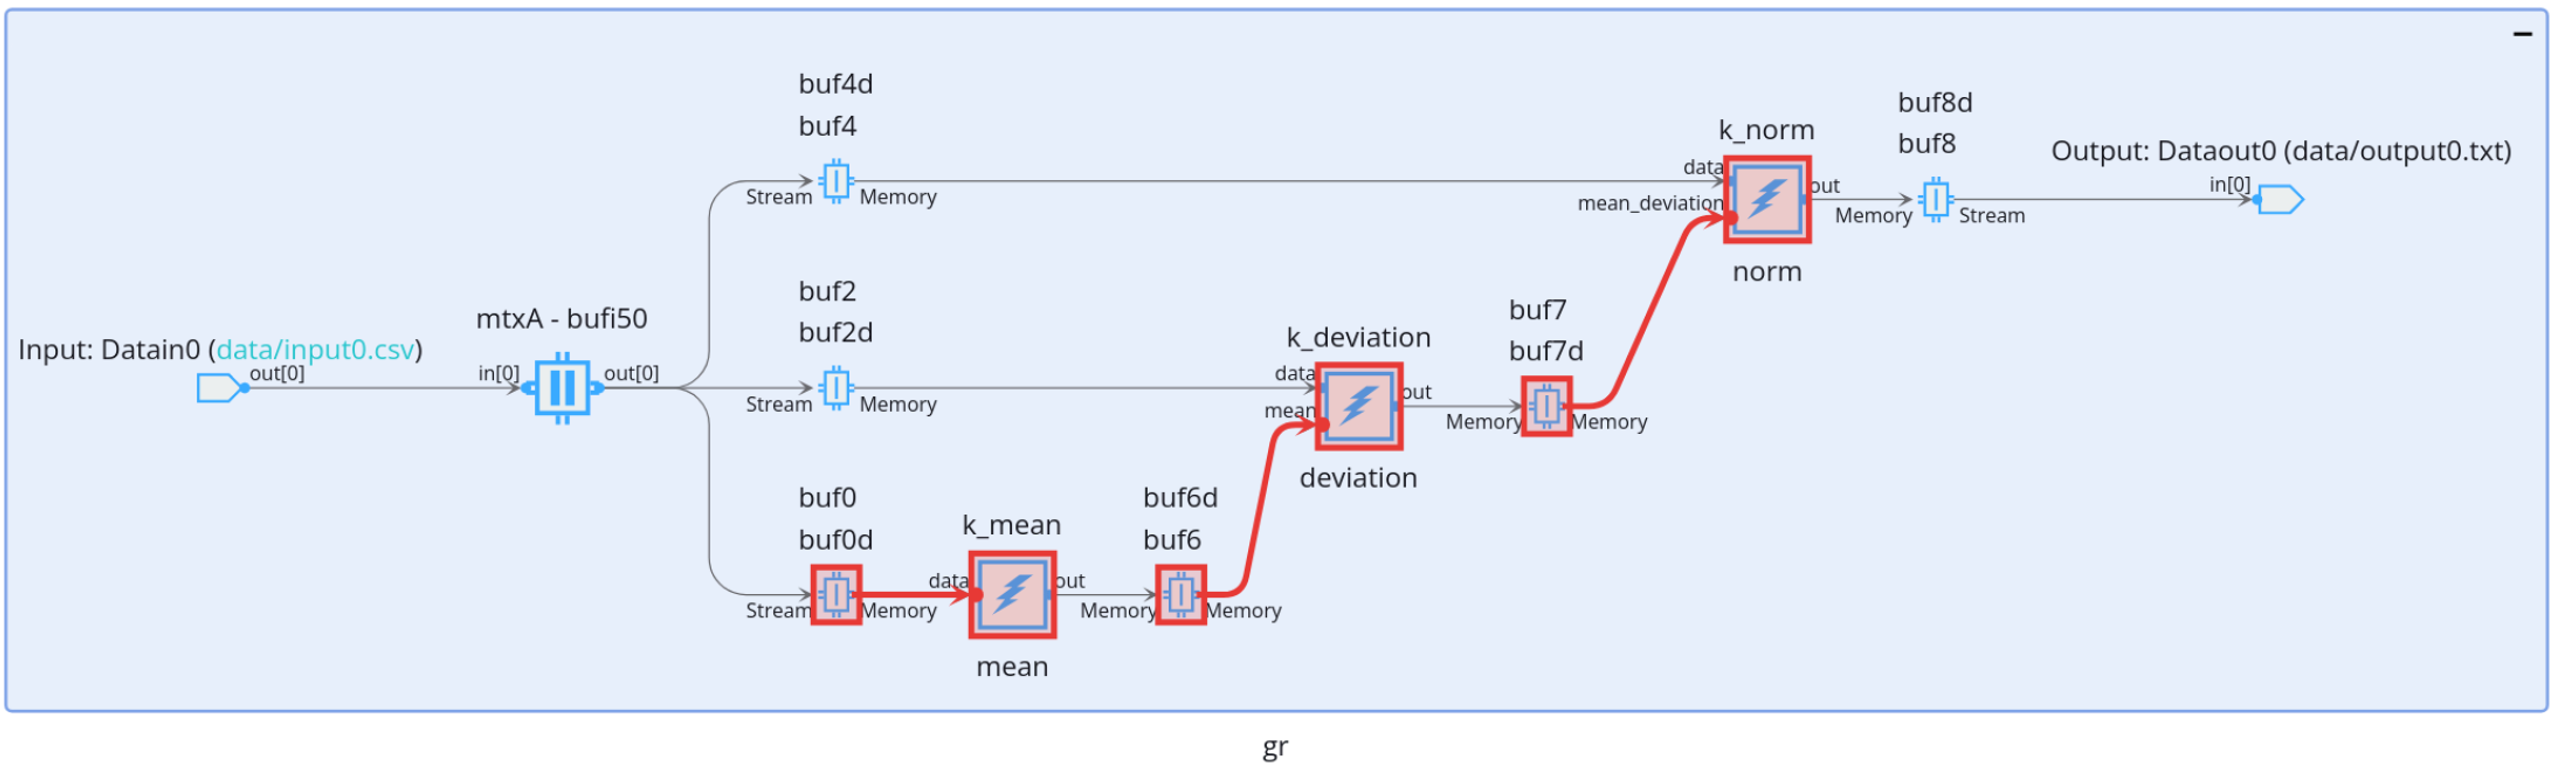 buf4d
buf4
Stream
Memory
k_norm
data
mean_deviation
out
norm
buf8d
buf8
Memory
Stream
Output: Dataout0 (data/output0.txt)
in[0]
Input: Datain0 (data/input0.csv)
out[0]
mtxA - bufi50
in[0]
out[0]
buf2
buf2d
Stream
Memory
k_deviation
data
mean
out
deviation
buf7
buf7d
Memory
Memory
buf0
buf0d
Stream
Memory
k_mean
data
out
mean
buf6d
buf6
Memory
Memory
gr